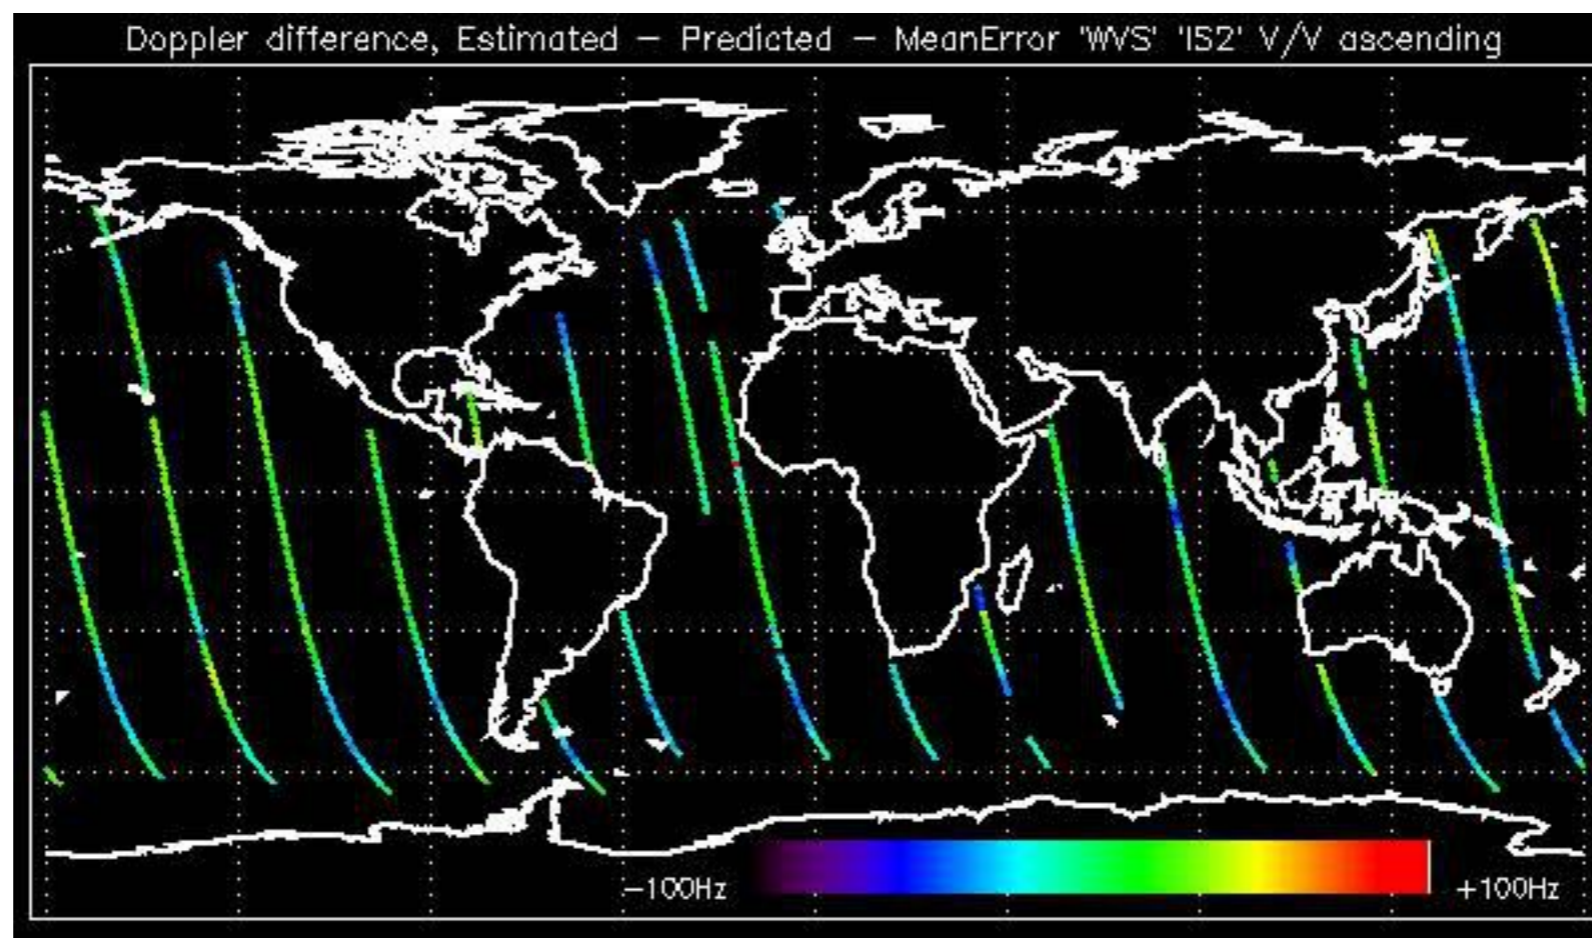 Doppler difference, Estimated – Predicted – MeanError 'WVS' 'IS2' V/V ascending
–100Hz
+100Hz